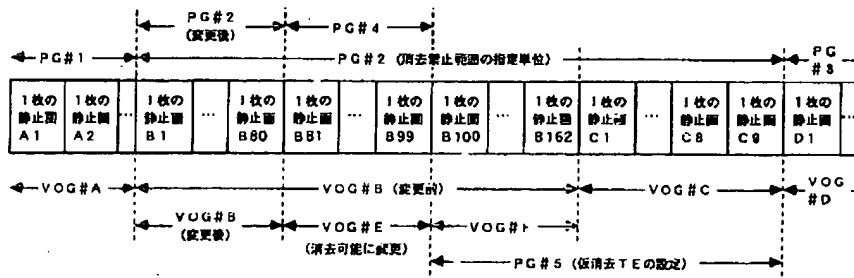 PG#2
(変更後)
PG#4
PG#1
PG#2 (消去禁止範囲の指定単位)
PG
#3
1枚の
静止画
A1
1枚の
静止画
A2
…
1枚の
静止画
B1
…
1枚の
静止画
B80
1枚の
静止画
B81
…
1枚の
静止画
B99
1枚の
静止画
B100
…
1枚の
静止画
B162
1枚の
静止画
C1
…
1枚の
静止画
C8
1枚の
静止画
C9
1枚の
静止画
D1
…
VOG#A
VOG#B (変更前)
VOG#C
VOG
#D
VOG#B
(変更後)
VOG#E
(消去可能に変更)
VOG#F
PG#5 (仮消去TEの設定)